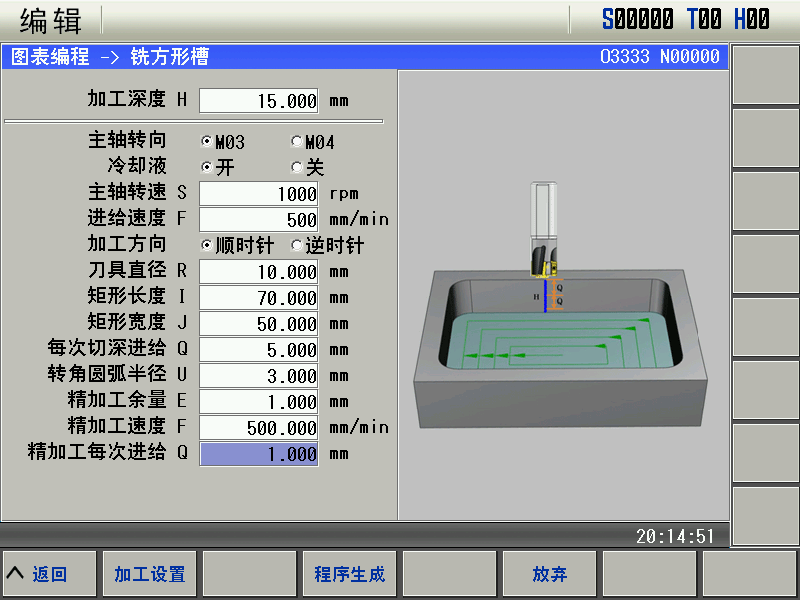 编辑 S00000 T00 H00
图表编程 -> 铣方形槽 O3333 N00000
加工深度 H 15.000 mm
主轴转向 M03 M04
冷却液 开 关
主轴转速 S 1000 rpm
进给速度 F 500 mm/min
加工方向 顺时针 逆时针
刀具直径 R 10.000 mm
矩形长度 I 70.000 mm
矩形宽度 J 50.000 mm
每次切深进给 Q 5.000 mm
转角圆弧半径 U 3.000 mm
精加工余量 E 1.000 mm
精加工速度 F 500.000 mm/min
精加工每次进给 Q 1.000 mm
Q
H
Q
20:14:51
返回 加工设置 程序生成 放弃